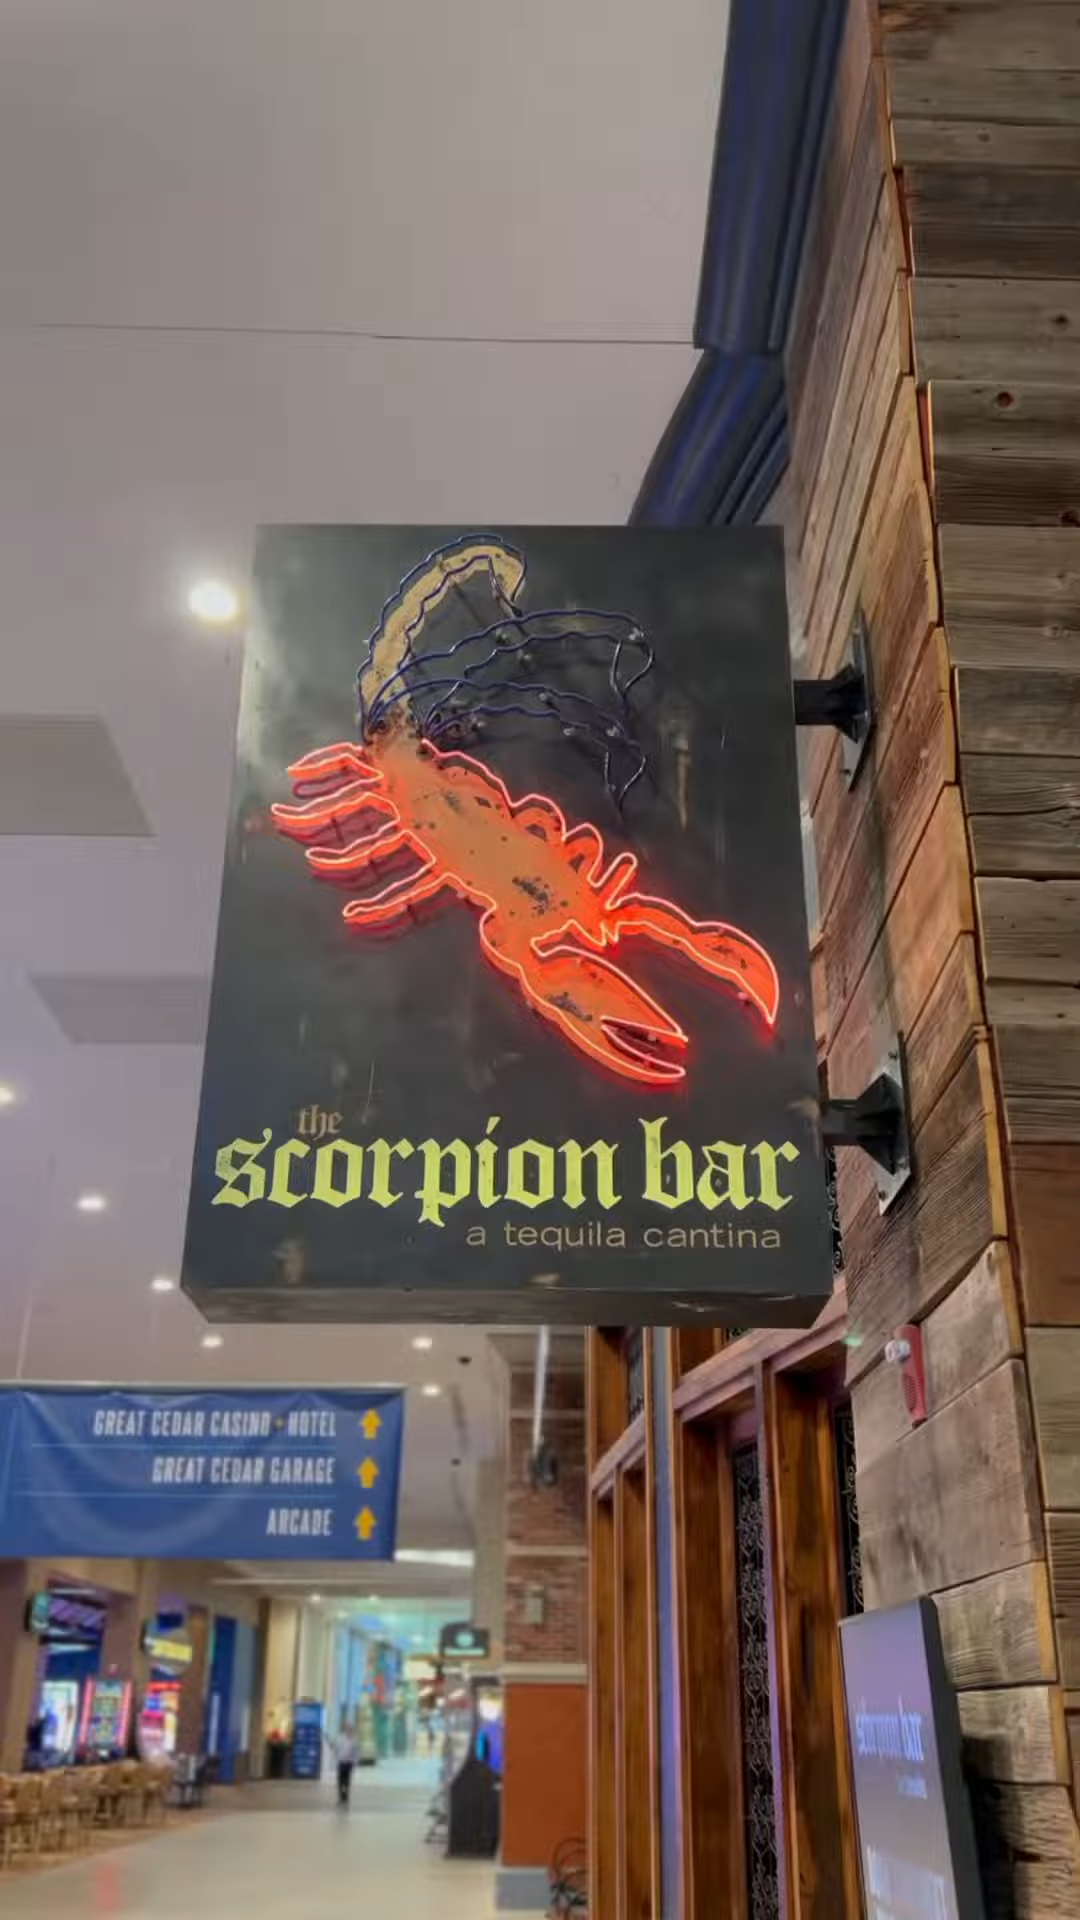 the
scorpion bar
a tequila cantina
GREAT CEDAR CASINO + HOTEL
GREAT CEDAR GARAGE
ARCADE
scorpion bar